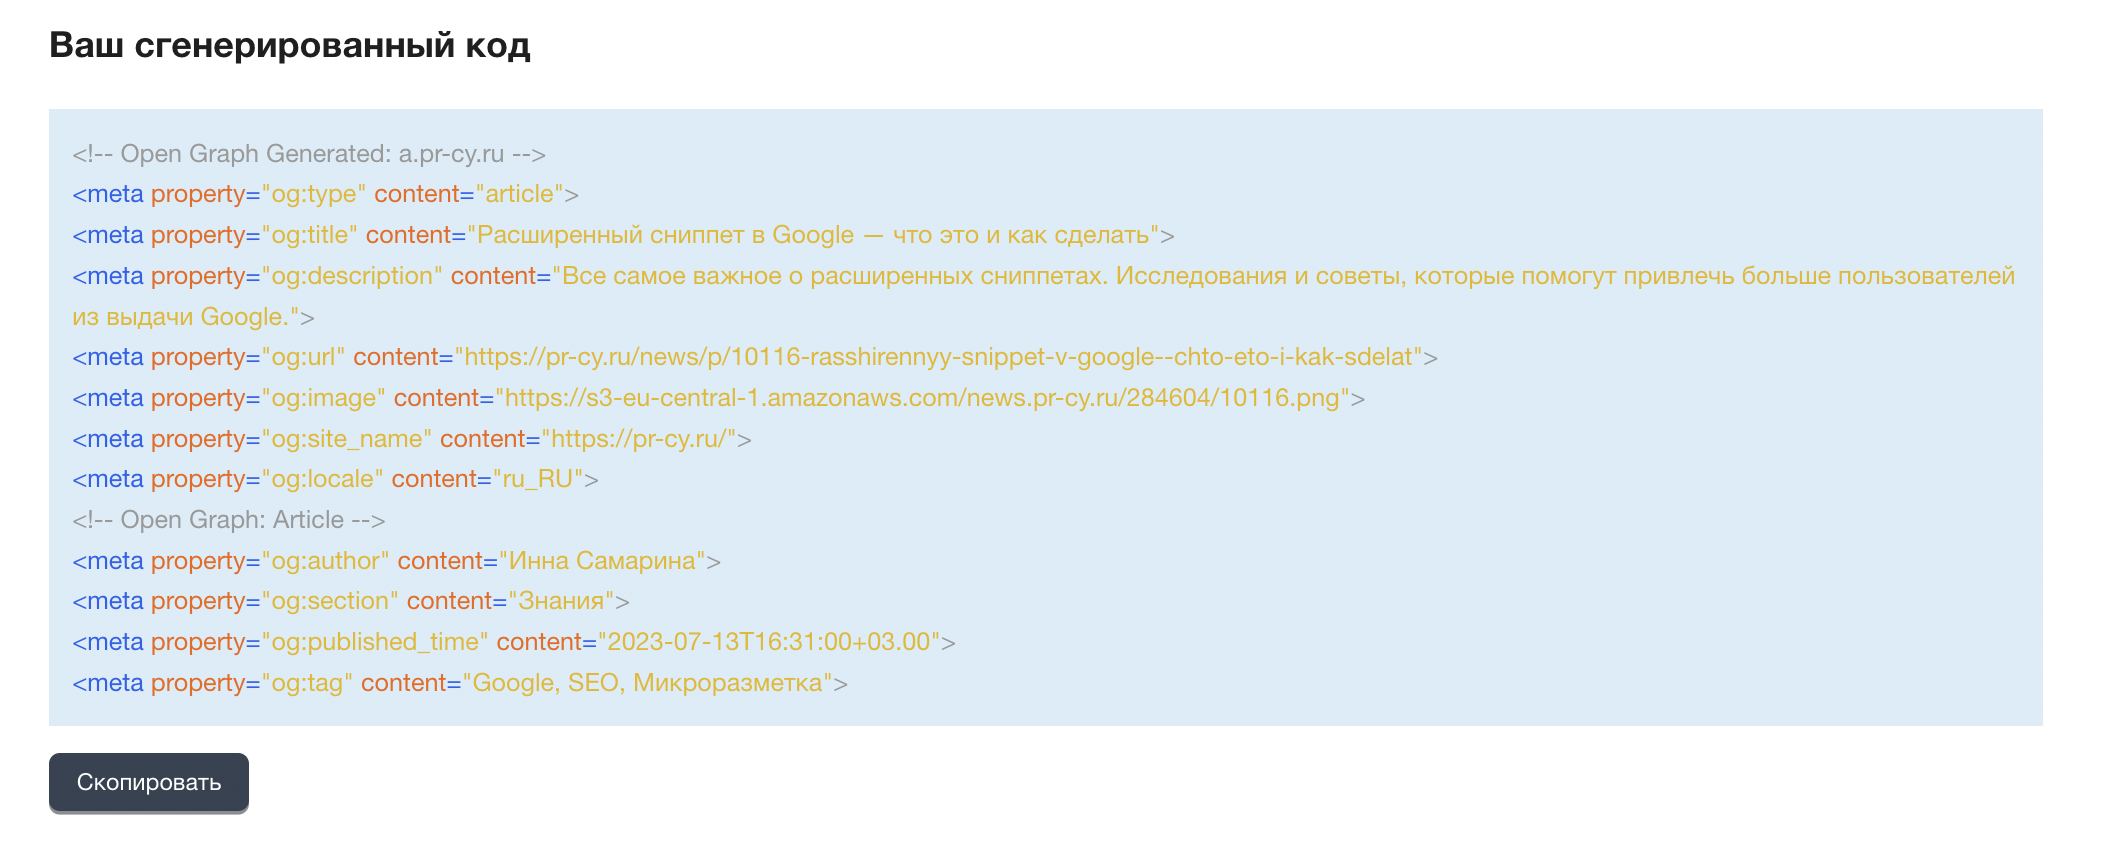 Ваш сгенерированный код
<!-- Open Graph Generated: a.pr-cy.ru -->
<meta property="og:type" content="article">
<meta property="og:title" content="Расширенный сниппет в Google — что это и как сделать">
<meta property="og:description" content="Все самое важное о расширенных сниппетах. Исследования и советы, которые помогут привлечь больше пользователей
из выдачи Google.">
<meta property="og:url" content="https://pr-cy.ru/news/p/10116-rasshirennyy-snippet-v-google--chto-eto-i-kak-sdelat">
<meta property="og:image" content="https://s3-eu-central-1.amazonaws.com/news.pr-cy.ru/284604/10116.png">
<meta property="og:site_name" content="https://pr-cy.ru/">
<meta property="og:locale" content="ru_RU">
<!-- Open Graph: Article -->
<meta property="og:author" content="Инна Самарина">
<meta property="og:section" content="Знания">
<meta property="og:published_time" content="2023-07-13T16:31:00+03.00">
<meta property="og:tag" content="Google, SEO, Микроразметка">
Скопировать